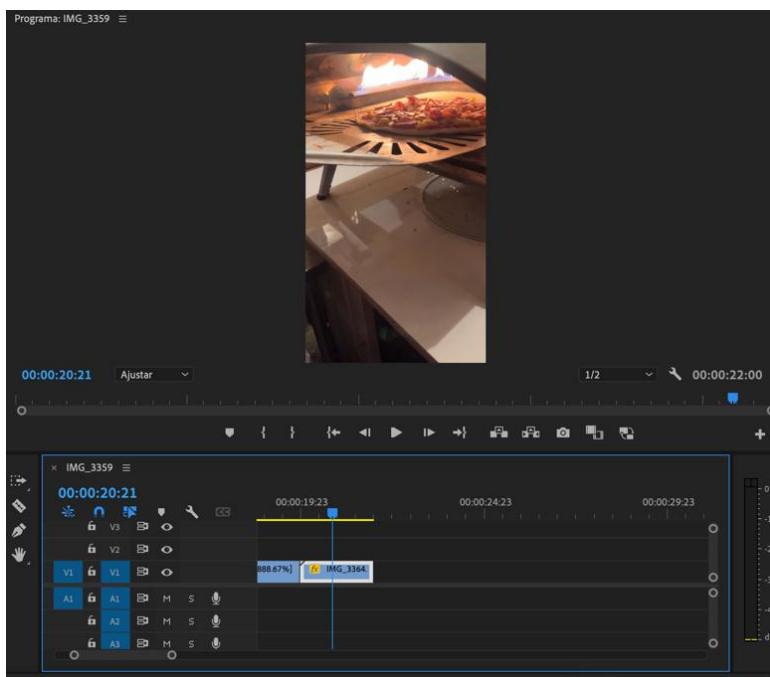 Programa: IMG_3359
00:00:20:21 Ajustar 1/2 00:00:22:00
× IMG_3359
00:00:20:21
00:00:19:23 00:00:24:23 00:00:29:23
V3
V2
V1 V1 888.67%] fx IMG_3364.
A1 A1 M S
A2 M S
A3 M S
0